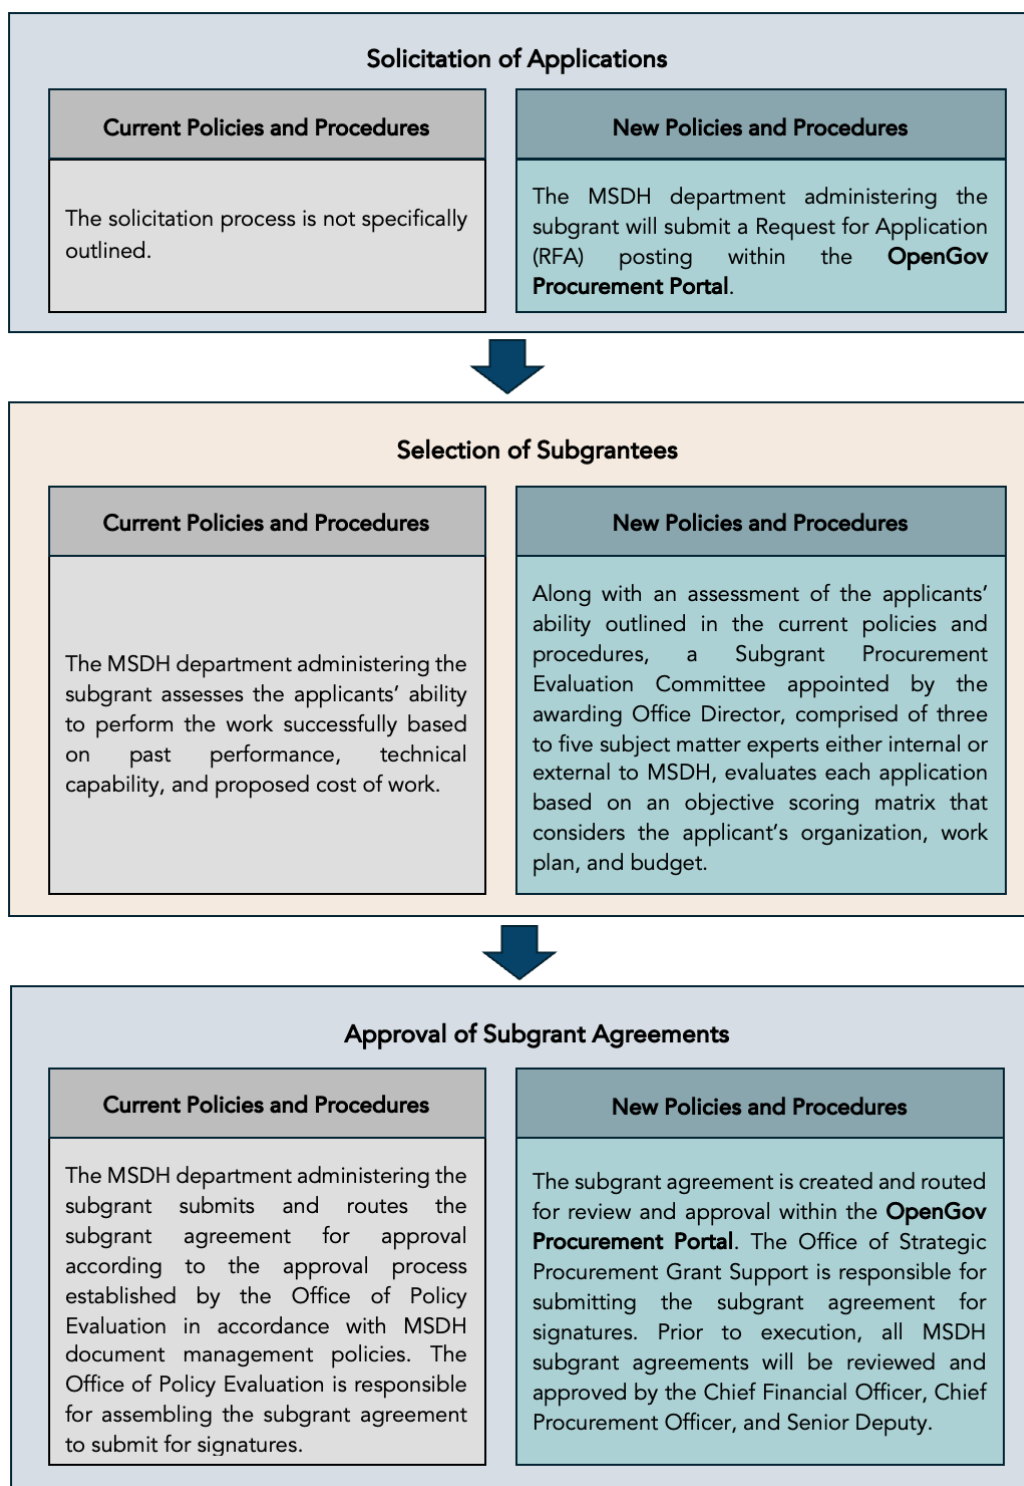 Solicitation of Applications
Current Policies and Procedures
The solicitation process is not specifically
outlined.
New Policies and Procedures
The MSDH department administering the
subgrant will submit a Request for Application
(RFA) posting within the OpenGov
Procurement Portal.
Selection of Subgrantees
Current Policies and Procedures
The MSDH department administering the
subgrant assesses the applicants’ ability
to perform the work successfully based
on past performance, technical
capability, and proposed cost of work.
New Policies and Procedures
Along with an assessment of the applicants’
ability outlined in the current policies and
procedures, a Subgrant Procurement
Evaluation Committee appointed by the
awarding Office Director, comprised of three
to five subject matter experts either internal or
external to MSDH, evaluates each application
based on an objective scoring matrix that
considers the applicant’s organization, work
plan, and budget.
Approval of Subgrant Agreements
Current Policies and Procedures
The MSDH department administering the
subgrant submits and routes the
subgrant agreement for approval
according to the approval process
established by the Office of Policy
Evaluation in accordance with MSDH
document management policies. The
Office of Policy Evaluation is responsible
for assembling the subgrant agreement
to submit for signatures.
New Policies and Procedures
The subgrant agreement is created and routed
for review and approval within the OpenGov
Procurement Portal. The Office of Strategic
Procurement Grant Support is responsible for
submitting the subgrant agreement for
signatures. Prior to execution, all MSDH
subgrant agreements will be reviewed and
approved by the Chief Financial Officer, Chief
Procurement Officer, and Senior Deputy.